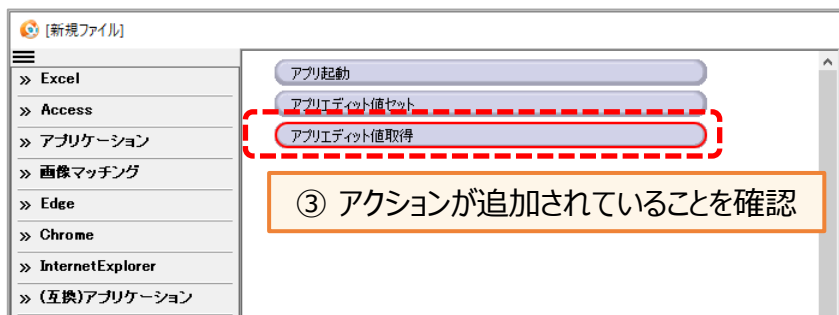 [新規ファイル]
» Excel
» Access
» アプリケーション
» 画像マッチング
» Edge
» Chrome
» InternetExplorer
» (互換)アプリケーション
アプリ起動
アプリエディット値セット
アプリエディット値取得
③ アクションが追加されていることを確認